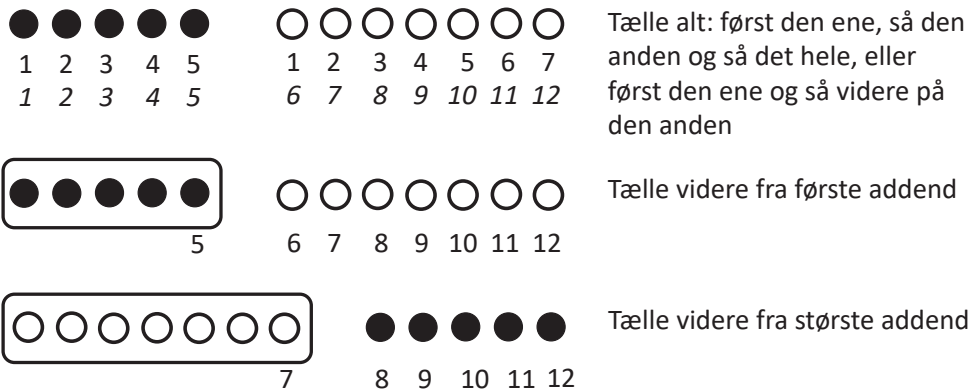 Tælle alt: først den ene, så den
anden og så det hele, eller
først den ene og så videre på
den anden
1 2 3 4 5 1 2 3 4 5 6 7
1 2 3 4 5 6 7 8 9 10 11 12
Tælle videre fra første addend
5 6 7 8 9 10 11 12
Tælle videre fra største addend
7 8 9 10 11 12